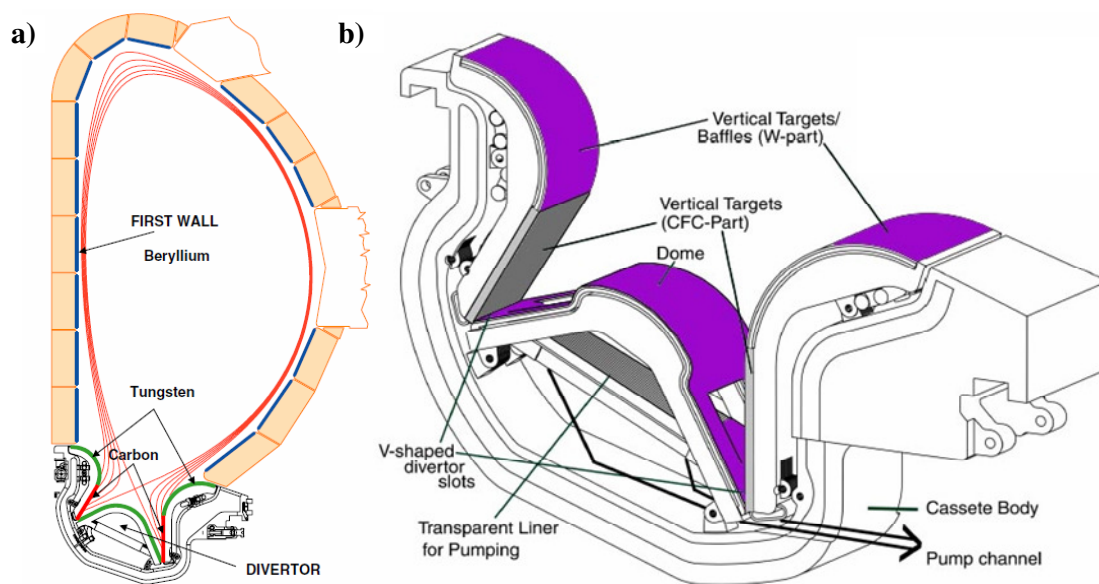 a)
FIRST WALL
Beryllium
Tungsten
Carbon
DIVERTOR
b)
Vertical Targets/
Baffles (W-part)
Vertical Targets
(CFC-Part)
Dome
V-shaped
divertor
slots
Transparent Liner
for Pumping
Cassete Body
Pump channel